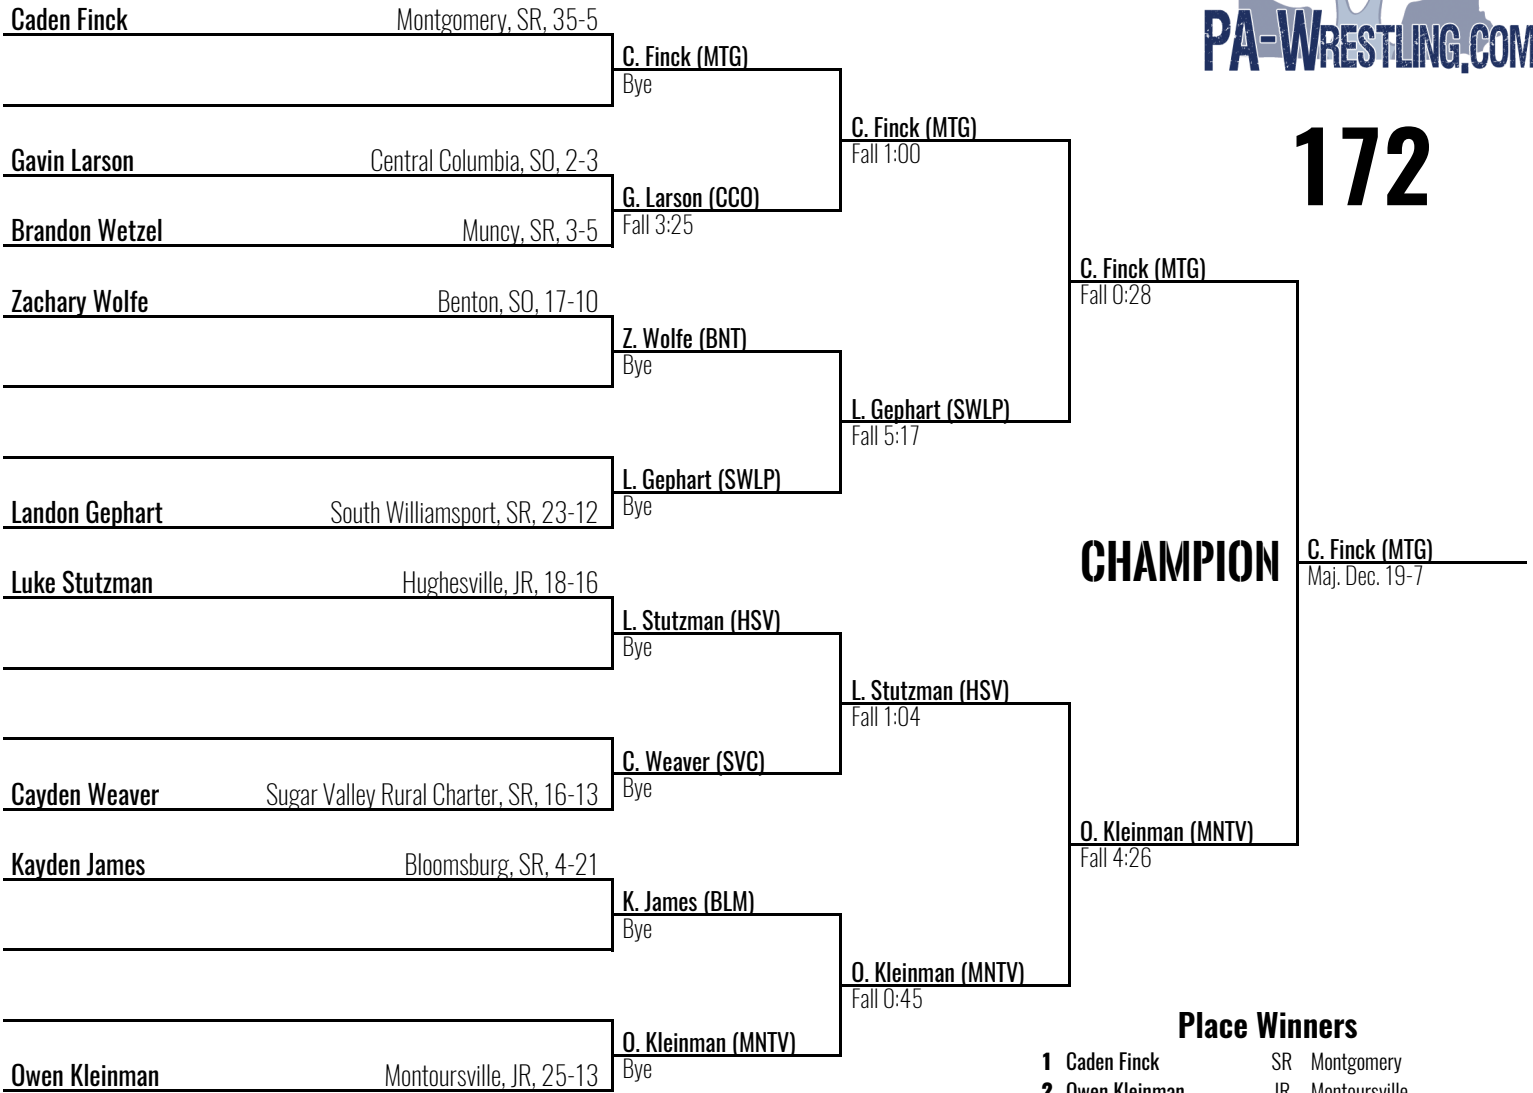 PA-WRESTLING.COM
172
Caden Finck Montgomery, SR, 35-5
C. Finck (MTG)
Bye
C. Finck (MTG)
Fall 1:00
Gavin Larson Central Columbia, SO, 2-3
G. Larson (CCO)
Fall 3:25
Brandon Wetzel Muncy, SR, 3-5
C. Finck (MTG)
Fall 0:28
Zachary Wolfe Benton, SO, 17-10
Z. Wolfe (BNT)
Bye
L. Gephart (SWLP)
Fall 5:17
L. Gephart (SWLP)
Bye
Landon Gephart South Williamsport, SR, 23-12
CHAMPION
C. Finck (MTG)
Maj. Dec. 19-7
Luke Stutzman Hughesville, JR, 18-16
L. Stutzman (HSV)
Bye
L. Stutzman (HSV)
Fall 1:04
C. Weaver (SVC)
Bye
Cayden Weaver Sugar Valley Rural Charter, SR, 16-13
O. Kleinman (MNTV)
Fall 4:26
Kayden James Bloomsburg, SR, 4-21
K. James (BLM)
Bye
O. Kleinman (MNTV)
Fall 0:45
O. Kleinman (MNTV)
Bye
Owen Kleinman Montoursville, JR, 25-13
Place Winners
1 Caden Finck SR Montgomery
2 Owen Kleinman JR Montoursville